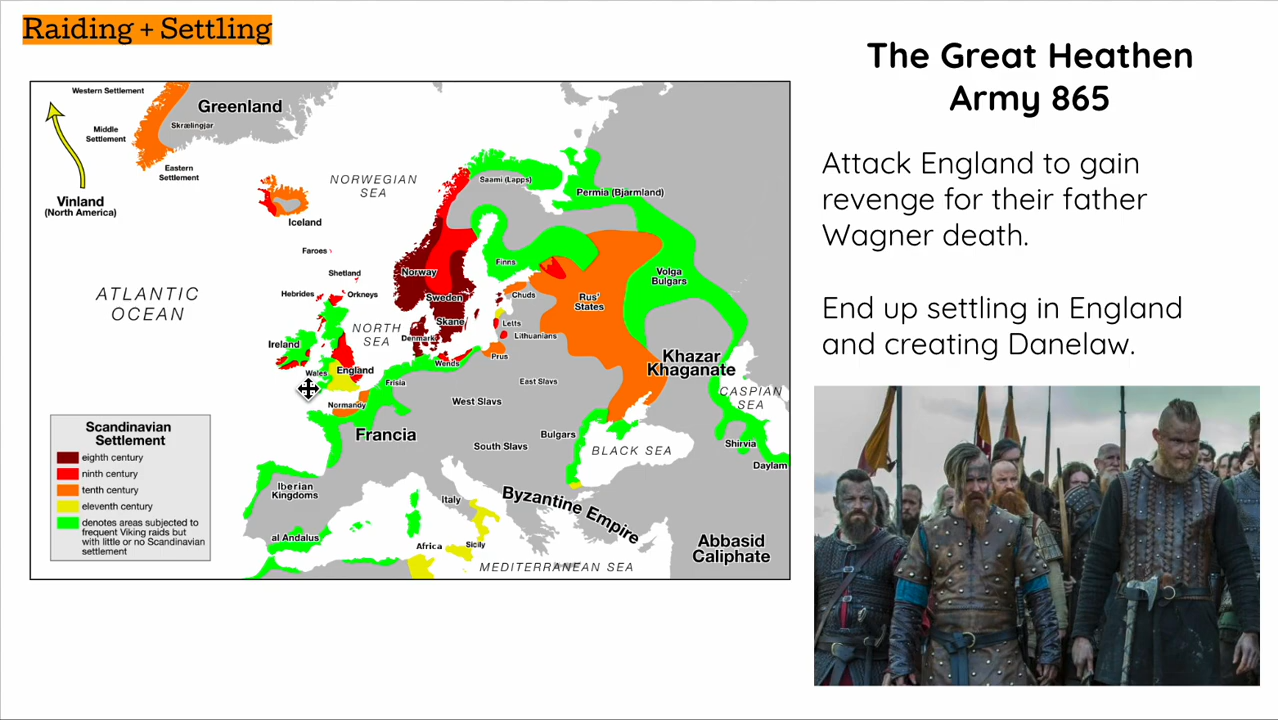 Raiding + Settling
The Great Heathen
Army 865
Attack England to gain
revenge for their father
Wagner death.
End up settling in England
and creating Danelaw.
Western Settlement
Greenland
Skrælingjar
Middle
Settlement
Eastern
Settlement
Vinland
(North America)
NORWEGIAN
SEA
Saami (Lapps)
Permia (Bjarmland)
Iceland
Faroes
Shetland
Hebrides
Orkneys
ATLANTIC
OCEAN
Norway
Sweden
Skane
Denmark
Finns
Chuds
Letts
Lithuanians
Prus
Wends
Rus'
States
Volga
Bulgars
NORTH
SEA
Ireland
Wales
England
Frisia
Normandy
Francia
West Slavs
East Slavs
South Slavs
Khazar
Khaganate
CASPIAN
SEA
Bulgars
BLACK SEA
Shirvia
Daylam
Iberian
Kingdoms
al Andalus
Italy
Africa
Sicily
Byzantine Empire
Abbasid
Caliphate
MEDITERRANEAN SEA
Scandinavian
Settlement
eighth century
ninth century
tenth century
eleventh century
denotes areas subjected to
frequent Viking raids but
with little or no Scandinavian
settlement